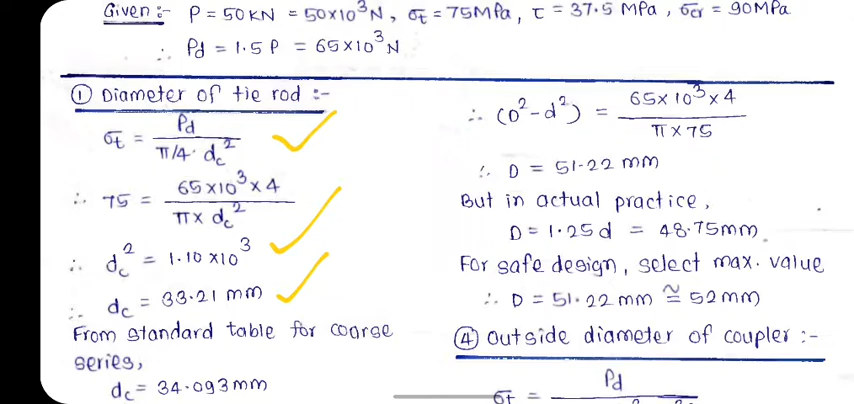 Given :- P = 50 KN = 50×10³ N, σt = 75 MPa, τ = 37.5 MPa, σcr = 90 MPa
∴ Pd = 1.5 P = 65×10³ N
① Diameter of tie rod :-
σt = Pd / π/4 · dc²
∴ 75 = 65×10³×4 / π× dc²
∴ dc² = 1.10 ×10³
∴ dc = 33.21 mm
From standard table for coarse
series,
dc = 34.093 mm
∴ (D²-d²) = 65×10³×4 / π×75
∴ D = 51.22 mm
But in actual practice,
D = 1.25 d = 48.75 mm.
For safe design, select max. value
∴ D = 51.22 mm ≅ 52 mm
④ Outside diameter of coupler :-
σt = Pd